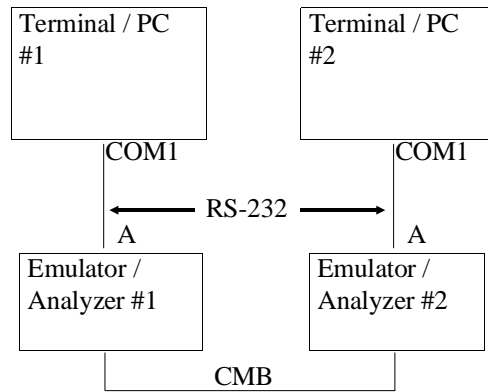 Terminal / PC
#1
Terminal / PC
#2
COM1
COM1
RS-232
A
A
Emulator /
Analyzer #1
Emulator /
Analyzer #2
CMB